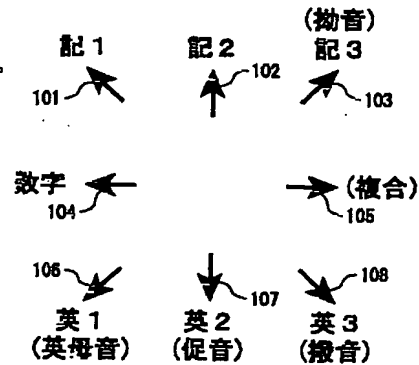 (拗音)
記1 記2 記3
101 102 103
数字 (複合)
104 105
106 107 108
英1 英2 英3
(英母音) (促音) (撥音)